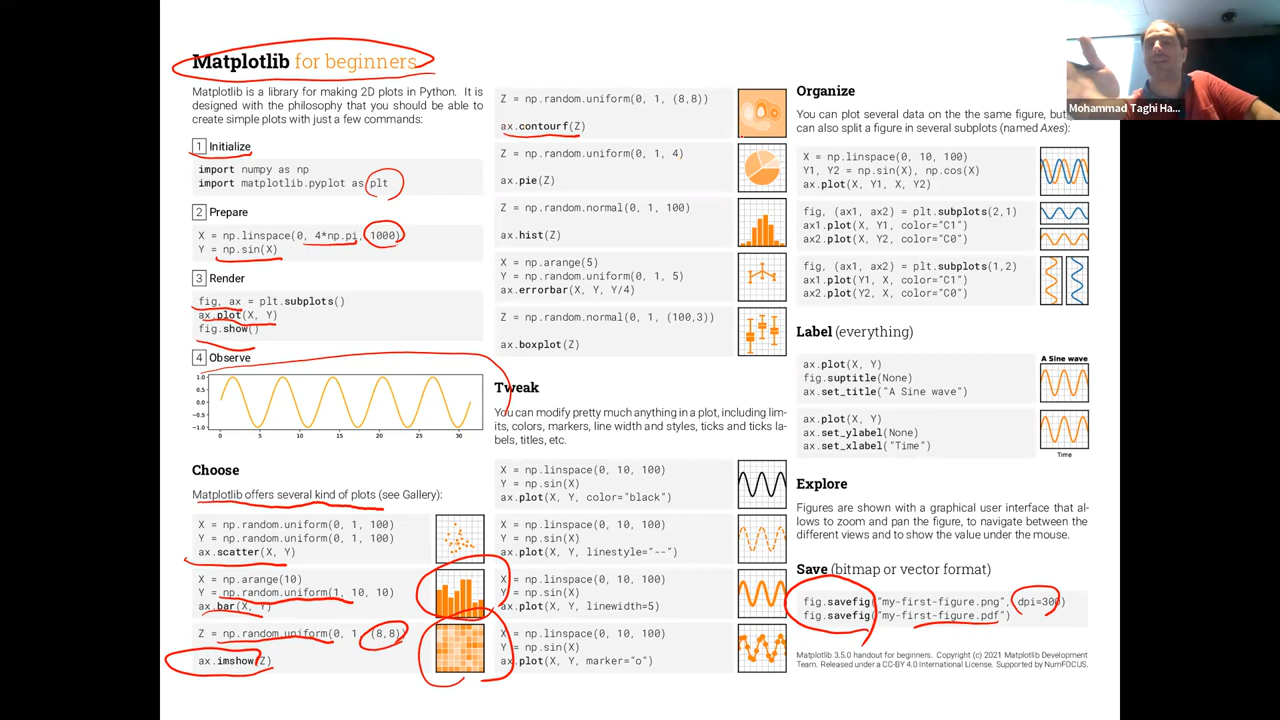 Matplotlib for beginners
Matplotlib is a library for making 2D plots in Python. It is
designed with the philosophy that you should be able to
create simple plots with just a few commands:
1 Initialize
import numpy as np
import matplotlib.pyplot as plt
2 Prepare
X = np.linspace(0, 4*np.pi, 1000)
Y = np.sin(X)
3 Render
fig, ax = plt.subplots()
ax.plot(X, Y)
fig.show()
4 Observe
1.0
0.5
0.0
−0.5
−1.0
0 5 10 15 20 25 30
Choose
Matplotlib offers several kind of plots (see Gallery):
X = np.random.uniform(0, 1, 100)
Y = np.random.uniform(0, 1, 100)
ax.scatter(X, Y)
X = np.arange(10)
Y = np.random.uniform(1, 10, 10)
ax.bar(X, Y)
Z = np.random.uniform(0, 1, (8,8))
ax.imshow(Z)
Z = np.random.uniform(0, 1, (8,8))
ax.contourf(Z)
Z = np.random.uniform(0, 1, 4)
ax.pie(Z)
Z = np.random.normal(0, 1, 100)
ax.hist(Z)
X = np.arange(5)
Y = np.random.uniform(0, 1, 5)
ax.errorbar(X, Y, Y/4)
Z = np.random.normal(0, 1, (100,3))
ax.boxplot(Z)
Tweak
You can modify pretty much anything in a plot, including lim-
its, colors, markers, line width and styles, ticks and ticks la-
bels, titles, etc.
X = np.linspace(0, 10, 100)
Y = np.sin(X)
ax.plot(X, Y, color="black")
X = np.linspace(0, 10, 100)
Y = np.sin(X)
ax.plot(X, Y, linestyle="--")
X = np.linspace(0, 10, 100)
Y = np.sin(X)
ax.plot(X, Y, linewidth=5)
X = np.linspace(0, 10, 100)
Y = np.sin(X)
ax.plot(X, Y, marker="o")
Organize
You can plot several data on the the same figure, but
can also split a figure in several subplots (named Axes):
X = np.linspace(0, 10, 100)
Y1, Y2 = np.sin(X), np.cos(X)
ax.plot(X, Y1, X, Y2)
fig, (ax1, ax2) = plt.subplots(2,1)
ax1.plot(X, Y1, color="C1")
ax2.plot(X, Y2, color="C0")
fig, (ax1, ax2) = plt.subplots(1,2)
ax1.plot(Y1, X, color="C1")
ax2.plot(Y2, X, color="C0")
Label (everything)
ax.plot(X, Y)
fig.suptitle(None)
ax.set_title("A Sine wave")
A Sine wave
ax.plot(X, Y)
ax.set_ylabel(None)
ax.set_xlabel("Time")
Time
Explore
Figures are shown with a graphical user interface that al-
lows to zoom and pan the figure, to navigate between the
different views and to show the value under the mouse.
Save (bitmap or vector format)
fig.savefig("my-first-figure.png", dpi=300)
fig.savefig("my-first-figure.pdf")
Matplotlib 3.5.0 handout for beginners. Copyright (c) 2021 Matplotlib Development
Team. Released under a CC-BY 4.0 International License. Supported by NumFOCUS.
Mohammad Taghi Ha...